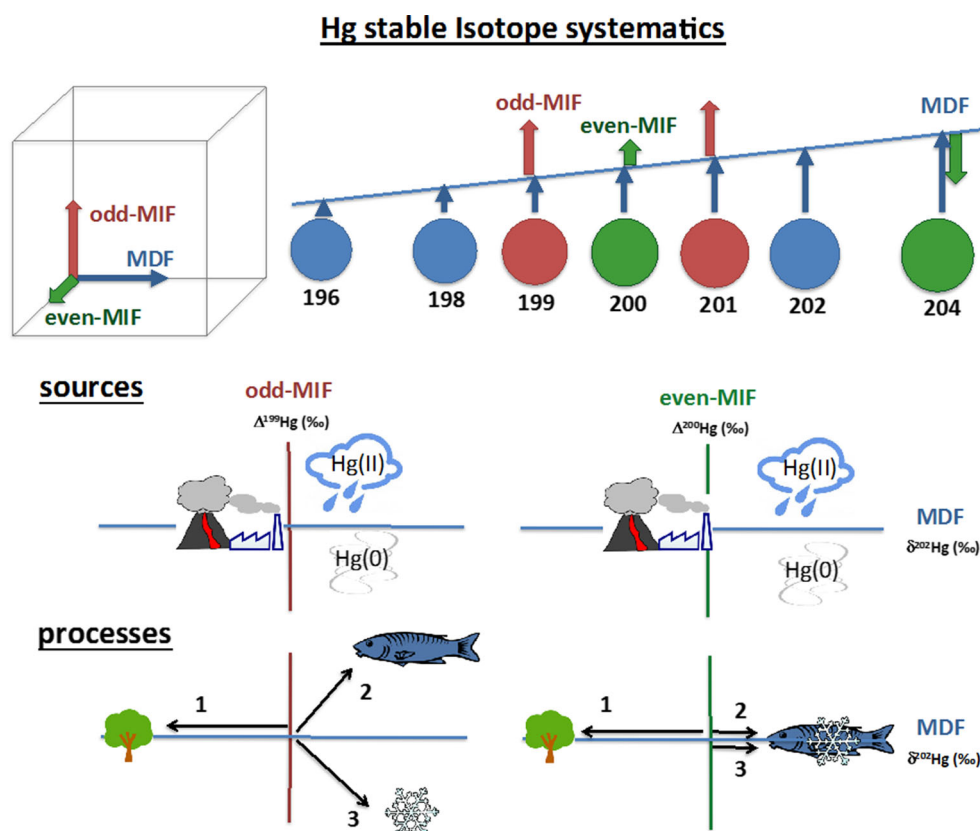 Hg stable Isotope systematics
odd-MIF
even-MIF
MDF
odd-MIF
MDF
even-MIF
196
198
199
200
201
202
204
sources
odd-MIF
Δ¹⁹⁹Hg (‰)
even-MIF
Δ²⁰⁰Hg (‰)
Hg(II)
Hg(II)
MDF
δ²⁰²Hg (‰)
Hg(0)
Hg(0)
processes
1
2
3
1
2
3
MDF
δ²⁰²Hg (‰)